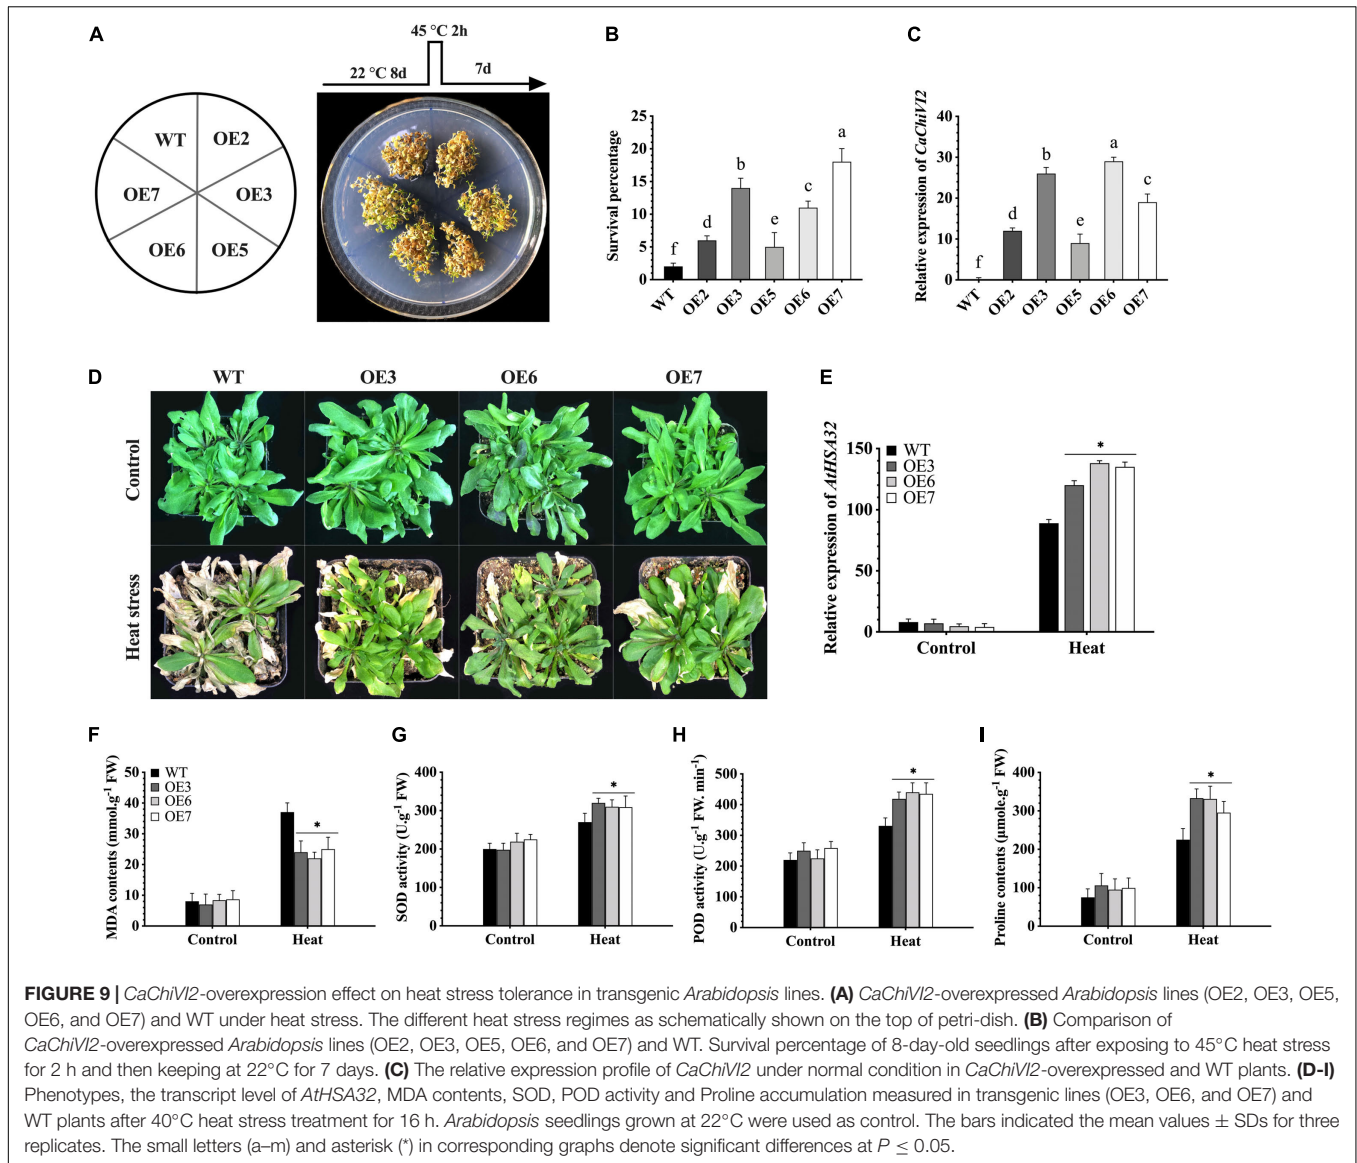 A
45 °C 2h
22 °C 8d
7d
WT
OE2
OE7
OE3
OE6
OE5
B
Survival percentage
25
20
15
10
5
0
f
d
b
e
c
a
WT
OE2
OE3
OE5
OE6
OE7
C
Relative expression of CaChiVI2
40
30
20
10
0
f
d
b
e
a
c
WT
OE2
OE3
OE5
OE6
OE7
D
WT
OE3
OE6
OE7
Control
Heat stress
E
Relative expression of AtHSA32
150
100
50
0
WT
OE3
OE6
OE7
*
Control
Heat
F
MDA contents (mmol.g-1 FW)
50
40
30
20
10
0
WT
OE3
OE6
OE7
*
Control
Heat
G
SOD activity (U.g-1 FW)
400
300
200
100
0
*
Control
Heat
H
POD activity (U.g-1 FW. min-1)
500
400
300
200
100
0
*
Control
Heat
I
Proline contents (µmole.g-1 FW)
400
300
200
100
0
*
Control
Heat
FIGURE 9 | CaChiVI2-overexpression effect on heat stress tolerance in transgenic Arabidopsis lines. (A) CaChiVI2-overexpressed Arabidopsis lines (OE2, OE3, OE5,
OE6, and OE7) and WT under heat stress. The different heat stress regimes as schematically shown on the top of petri-dish. (B) Comparison of
CaChiVI2-overexpressed Arabidopsis lines (OE2, OE3, OE5, OE6, and OE7) and WT. Survival percentage of 8-day-old seedlings after exposing to 45°C heat stress
for 2 h and then keeping at 22°C for 7 days. (C) The relative expression profile of CaChiVI2 under normal condition in CaChiVI2-overexpressed and WT plants. (D-I)
Phenotypes, the transcript level of AtHSA32, MDA contents, SOD, POD activity and Proline accumulation measured in transgenic lines (OE3, OE6, and OE7) and
WT plants after 40°C heat stress treatment for 16 h. Arabidopsis seedlings grown at 22°C were used as control. The bars indicated the mean values ± SDs for three
replicates. The small letters (a–m) and asterisk (*) in corresponding graphs denote significant differences at P ≤ 0.05.